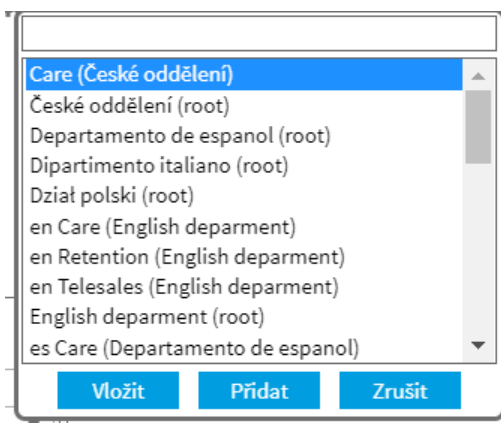 Care (České oddělení)
České oddělení (root)
Departamento de espanol (root)
Dipartimento italiano (root)
Dział polski (root)
en Care (English deparment)
en Retention (English deparment)
en Telesales (English deparment)
English deparment (root)
es Care (Departamento de espanol)
Vložit Přidat Zrušit